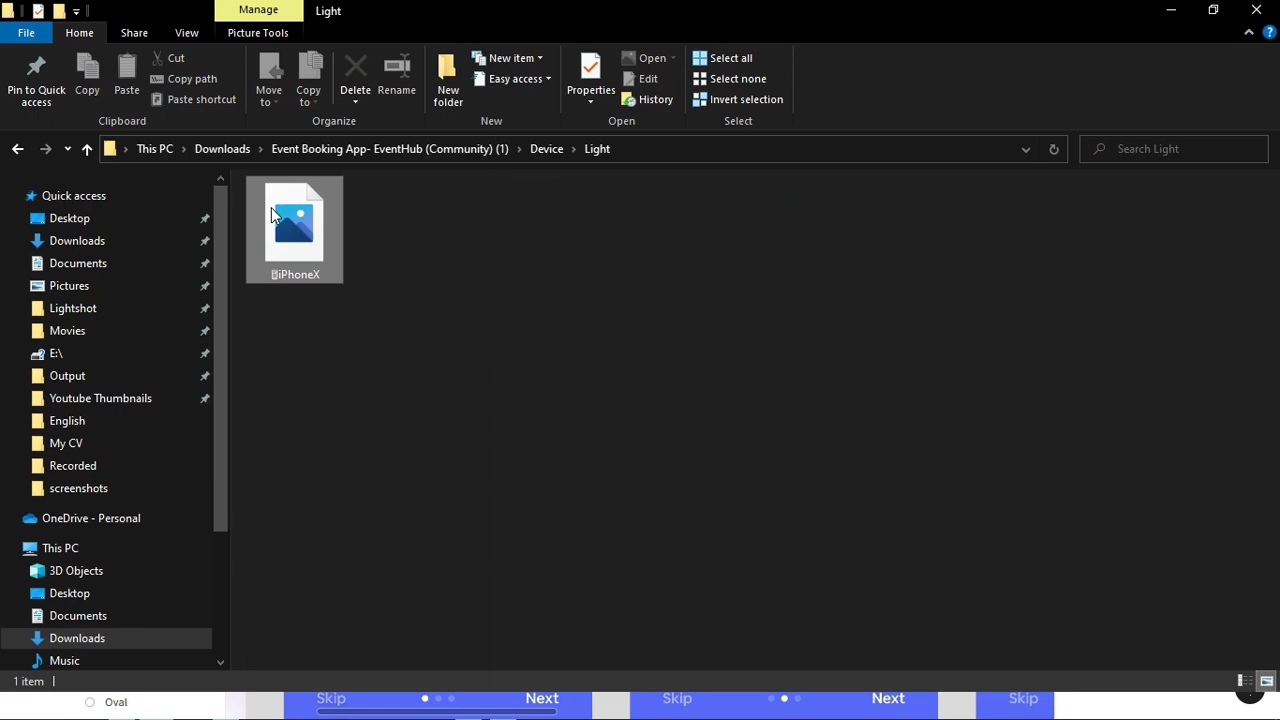 Manage
Light
File
Home
Share
View
Picture Tools
Pin to Quick access
Copy
Paste
Cut
Copy path
Paste shortcut
Clipboard
Move to
Copy to
Delete
Rename
Organize
New folder
New item
Easy access
New
Properties
Open
Edit
History
Open
Select all
Select none
Invert selection
Select
This PC
Downloads
Event Booking App- EventHub (Community) (1)
Device
Light
Search Light
Quick access
Desktop
Downloads
Documents
Pictures
Lightshot
Movies
E:\
Output
Youtube Thumbnails
English
My CV
Recorded
screenshots
OneDrive - Personal
This PC
3D Objects
Desktop
Documents
Downloads
Music
iPhoneX
1 item
Oval
Skip
Next
Skip
Next
Skip